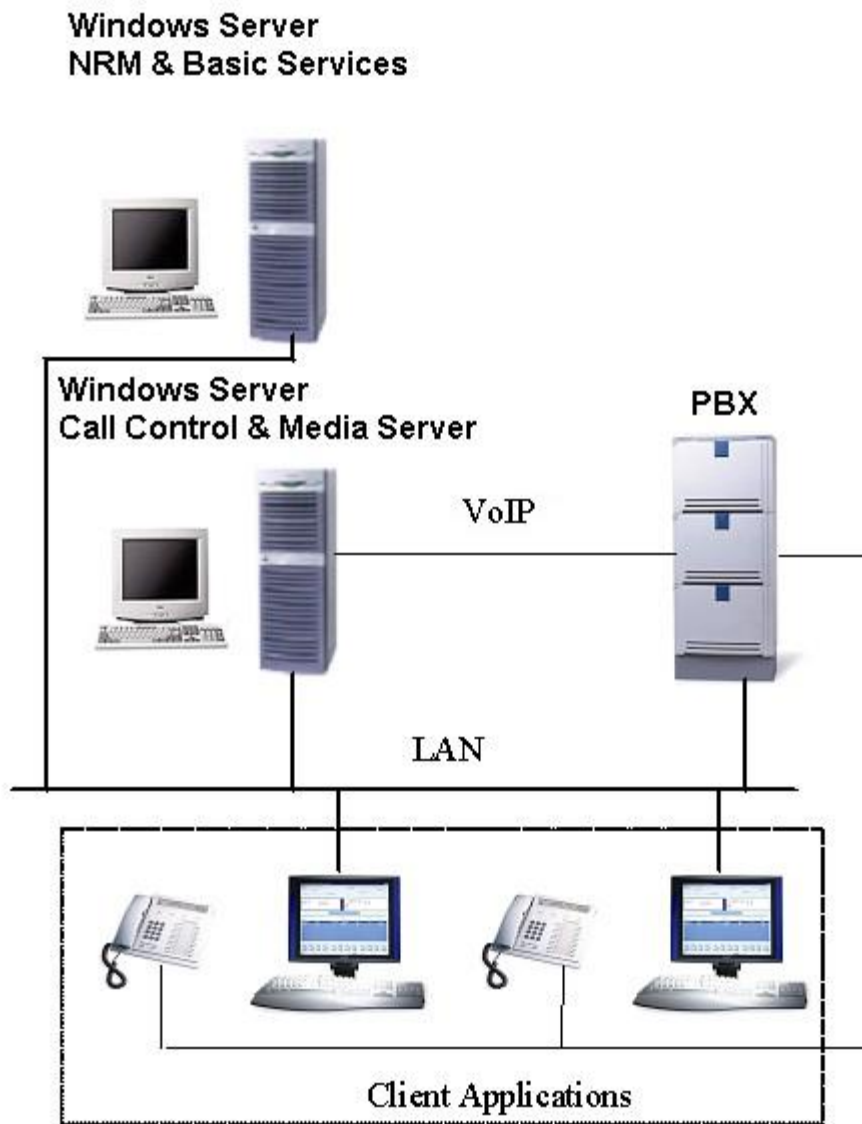 Windows Server
NRM & Basic Services
Windows Server
Call Control & Media Server
PBX
VoIP
LAN
Client Applications